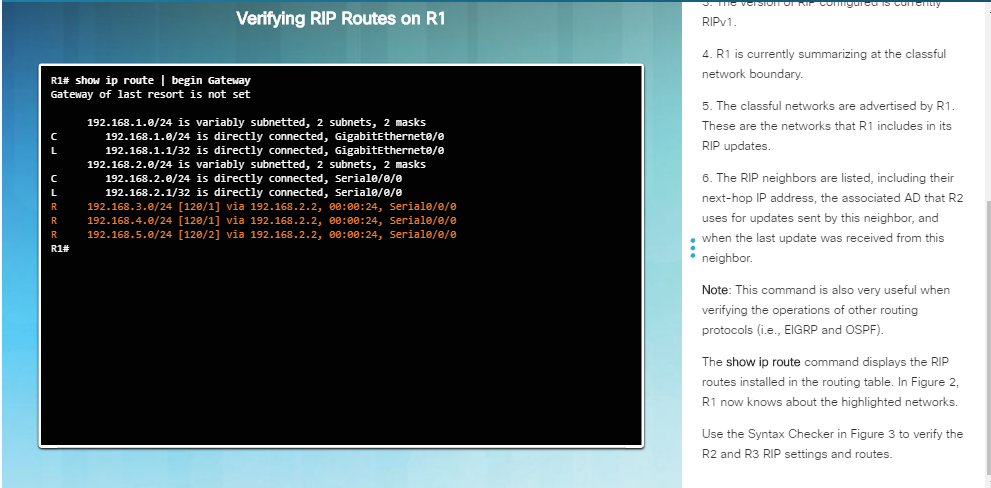 Verifying RIP Routes on R1
R1# show ip route | begin Gateway
Gateway of last resort is not set
192.168.1.0/24 is variably subnetted, 2 subnets, 2 masks
C 192.168.1.0/24 is directly connected, GigabitEthernet0/0
L 192.168.1.1/32 is directly connected, GigabitEthernet0/0
192.168.2.0/24 is variably subnetted, 2 subnets, 2 masks
C 192.168.2.0/24 is directly connected, Serial0/0/0
L 192.168.2.1/32 is directly connected, Serial0/0/0
R 192.168.3.0/24 [120/1] via 192.168.2.2, 00:00:24, Serial0/0/0
R 192.168.4.0/24 [120/1] via 192.168.2.2, 00:00:24, Serial0/0/0
R 192.168.5.0/24 [120/2] via 192.168.2.2, 00:00:24, Serial0/0/0
R1#
3. The version of RIP configured is currently
RIPv1.
4. R1 is currently summarizing at the classful
network boundary.
5. The classful networks are advertised by R1.
These are the networks that R1 includes in its
RIP updates.
6. The RIP neighbors are listed, including their
next-hop IP address, the associated AD that R2
uses for updates sent by this neighbor, and
when the last update was received from this
neighbor.
Note: This command is also very useful when
verifying the operations of other routing
protocols (i.e., EIGRP and OSPF).
The show ip route command displays the RIP
routes installed in the routing table. In Figure 2,
R1 now knows about the highlighted networks.
Use the Syntax Checker in Figure 3 to verify the
R2 and R3 RIP settings and routes.